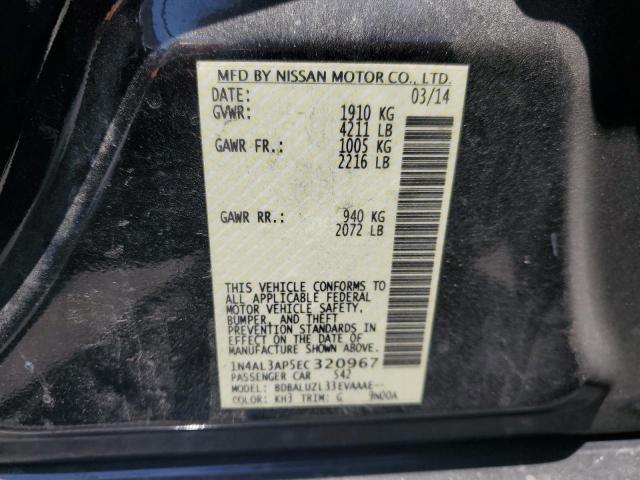 MFD BY NISSAN MOTOR CO., LTD.
DATE: 03/14
GVWR: 1910 KG
4211 LB
GAWR FR.: 1005 KG
2216 LB
GAWR RR.: 940 KG
2072 LB
THIS VEHICLE CONFORMS TO
ALL APPLICABLE FEDERAL
MOTOR VEHICLE SAFETY,
BUMPER, AND THEFT
PREVENTION STANDARDS IN
EFFECT ON THE DATE OF
MANUFACTURE SHOWN ABOVE.
1N4AL3AP5EC320967
PASSENGER CAR S42
MODEL: BDBALUZL33EVAAAE--
COLOR: KH3 TRIM: G 9N00A